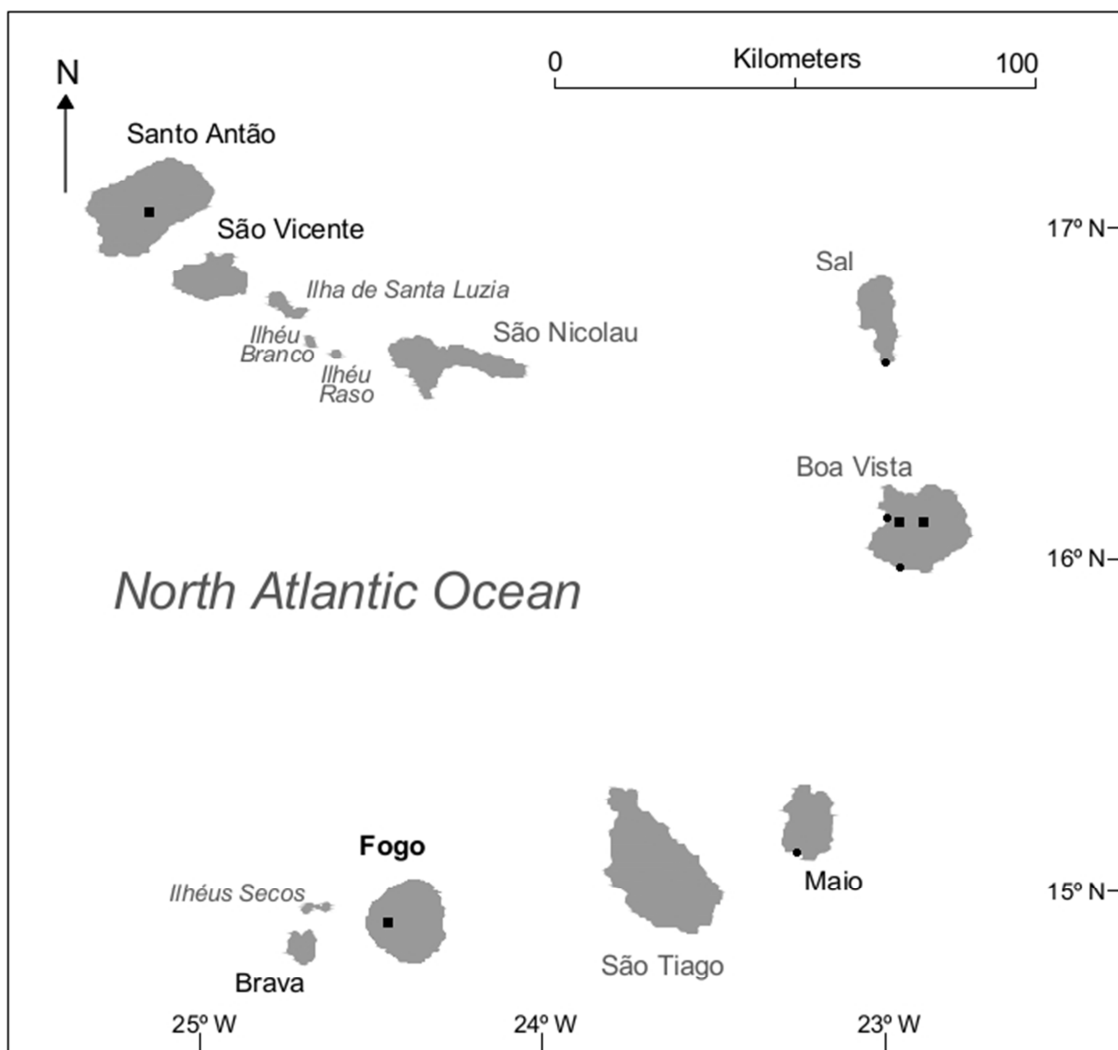 0 Kilometers 100
N
Santo Antão
São Vicente
17º N
Sal
Ilha de Santa Luzia
Ilhéu
Branco
São Nicolau
Ilhéu
Raso
Boa Vista
16º N
North Atlantic Ocean
Fogo
Maio
Ilhéus Secos
15º N
São Tiago
Brava
25º W 24º W 23º W